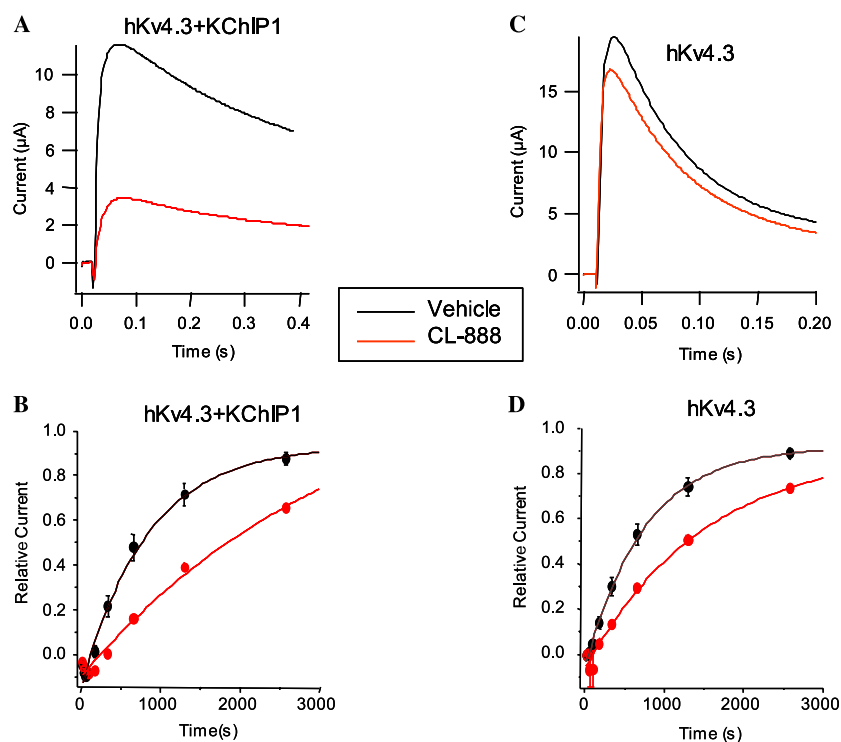 A
hKv4.3+KChIP1
Current (µA)
10
8
6
4
2
0
0.0 0.1 0.2 0.3 0.4
Time (s)
C
hKv4.3
Current (µA)
15
10
5
0
0.00 0.05 0.10 0.15 0.20
Time (s)
Vehicle
CL-888
B
hKv4.3+KChIP1
Relative Current
1.0
0.8
0.6
0.4
0.2
0.0
0 1000 2000 3000
Time(s)
D
hKv4.3
Relative Current
1.0
0.8
0.6
0.4
0.2
0.0
0 1000 2000 3000
Time(s)